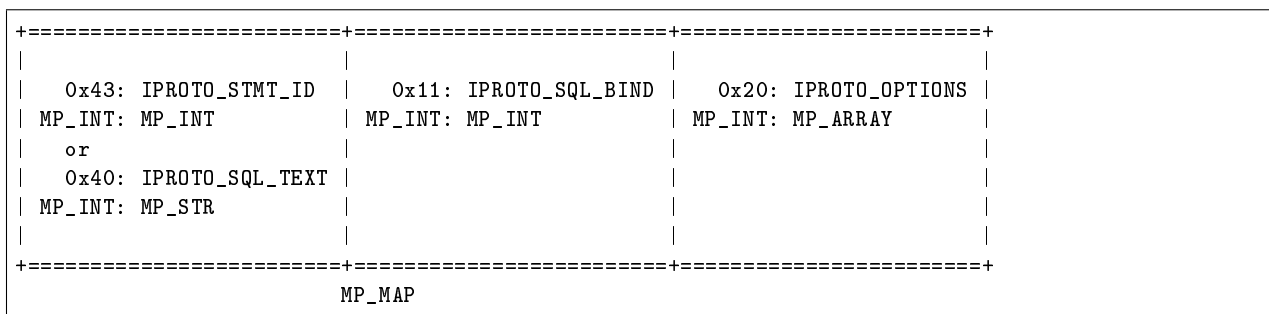 +=========================+=========================+========================+
|                         |                         |                        |
|   0x43: IPROTO_STMT_ID  |   0x11: IPROTO_SQL_BIND |   0x20: IPROTO_OPTIONS |
| MP_INT: MP_INT          | MP_INT: MP_INT          | MP_INT: MP_ARRAY       |
|   or                    |                         |                        |
|   0x40: IPROTO_SQL_TEXT |                         |                        |
| MP_INT: MP_STR          |                         |                        |
|                         |                         |                        |
+=========================+=========================+========================+
                          MP_MAP